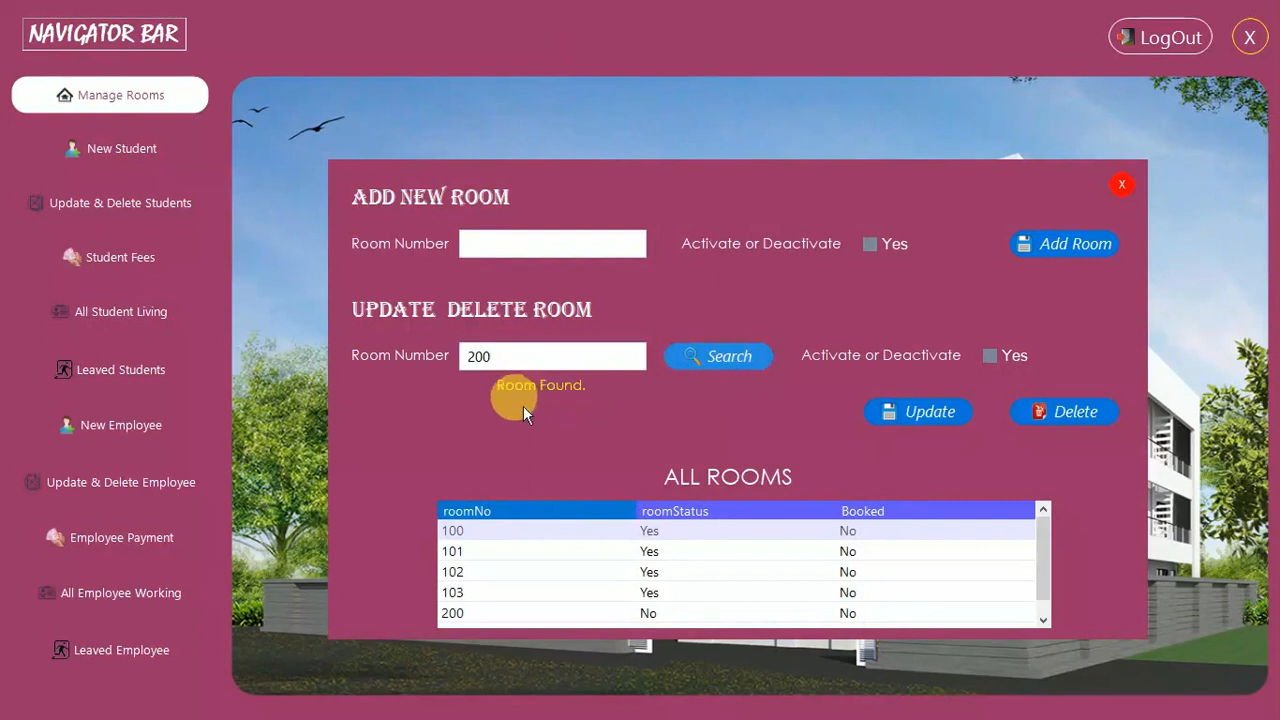 NAVIGATOR BAR
LogOut
X
Manage Rooms
New Student
Update & Delete Students
Student Fees
All Student Living
Leaved Students
New Employee
Update & Delete Employee
Employee Payment
All Employee Working
Leaved Employee
X
ADD NEW ROOM
Room Number
Activate or Deactivate
Yes
Add Room
UPDATE DELETE ROOM
Room Number
200
Search
Activate or Deactivate
Yes
Room Found.
Update
Delete
ALL ROOMS
roomNo roomStatus Booked
100 Yes No
101 Yes No
102 Yes No
103 Yes No
200 No No